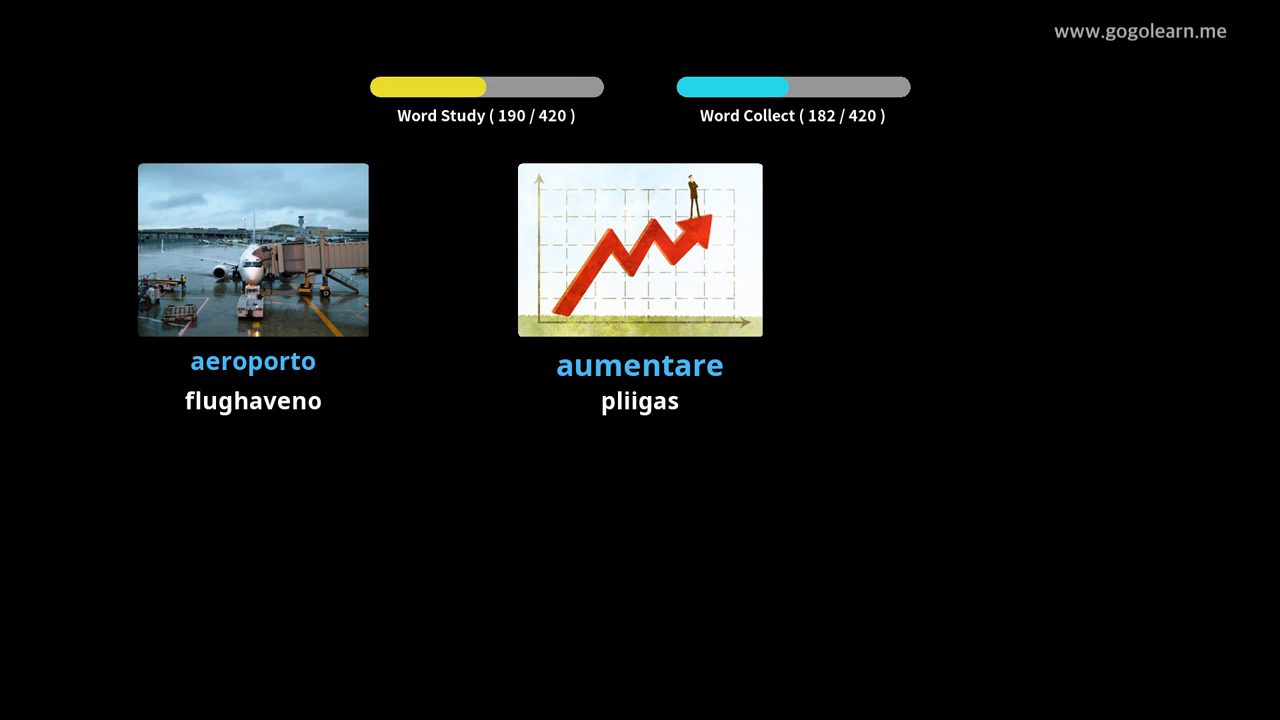 www.gogolearn.me
Word Study ( 190 / 420 )
Word Collect ( 182 / 420 )
aeroporto
flughaveno
aumentare
pliigas